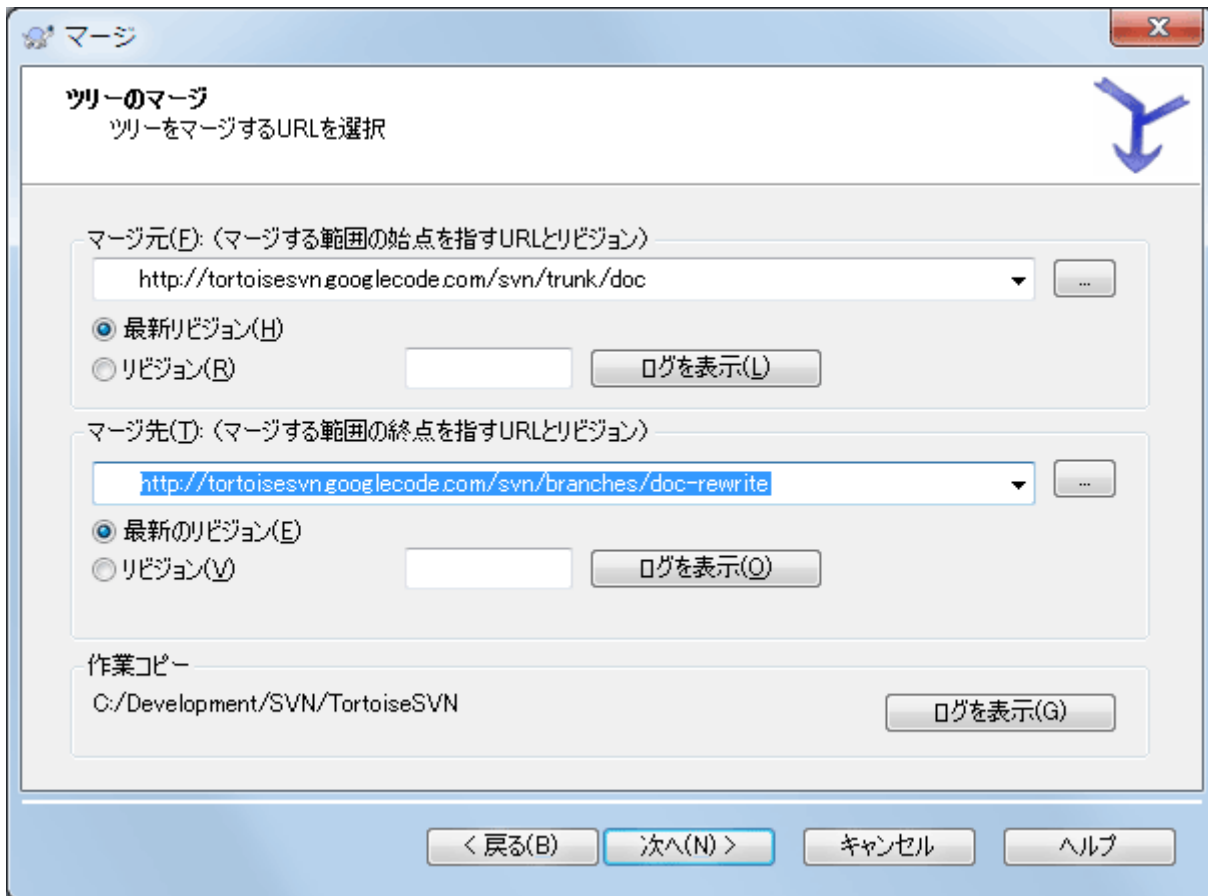 マージ
ツリーのマージ
ツリーをマージするURLを選択
マージ元(F): (マージする範囲の始点を指すURLとリビジョン)
http://tortoisesvn.googlecode.com/svn/trunk/doc
...
最新リビジョン(H)
リビジョン(R)
ログを表示(L)
マージ先(T): (マージする範囲の終点を指すURLとリビジョン)
http://tortoisesvn.googlecode.com/svn/branches/doc-rewrite
...
最新のリビジョン(E)
リビジョン(V)
ログを表示(O)
作業コピー
C:/Development/SVN/TortoiseSVN
ログを表示(G)
< 戻る(B)
次へ(N) >
キャンセル
ヘルプ